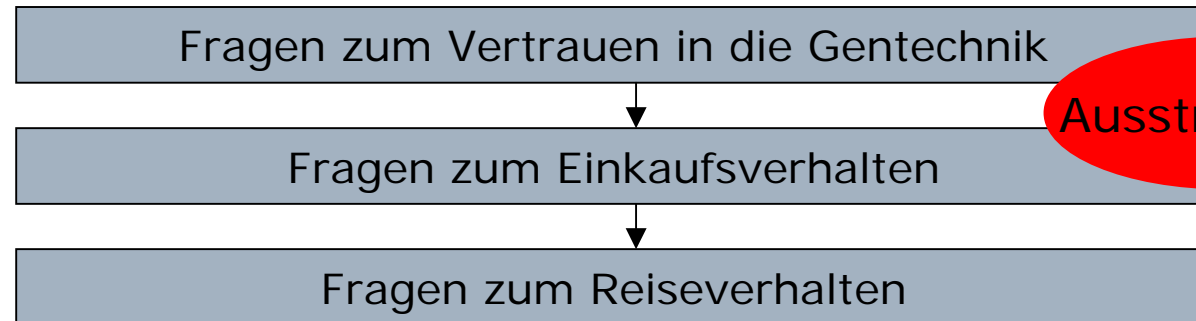 Fragen zum Vertrauen in die Gentechnik
Fragen zum Einkaufsverhalten
Fragen zum Reiseverhalten